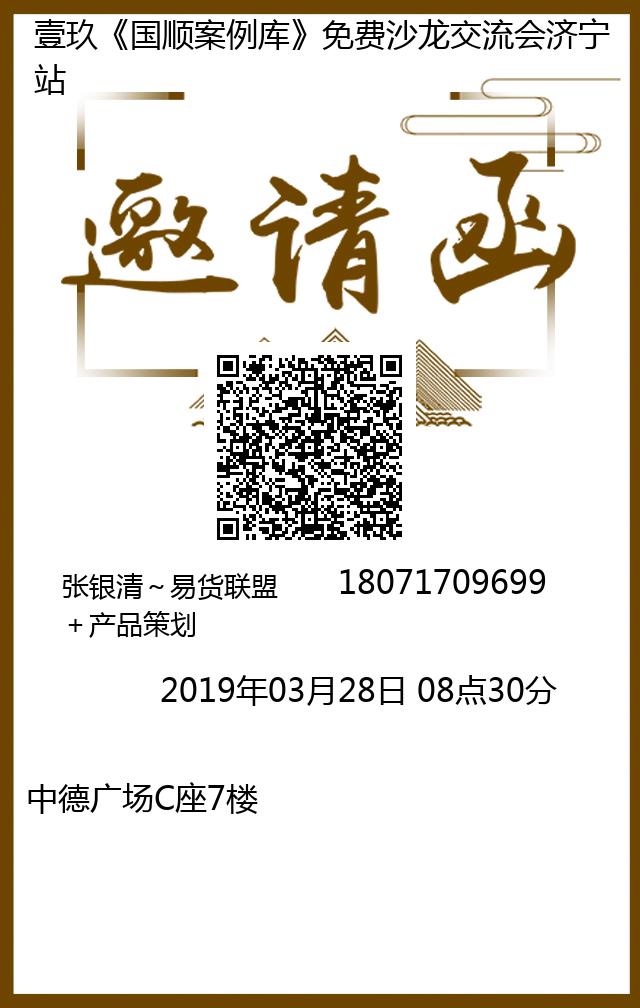 壹玖《国顺案例库》免费沙龙交流会济宁
站
邀请函
张银清～易货联盟
＋产品策划
18071709699
2019年03月28日 08点30分
中德广场C座7楼